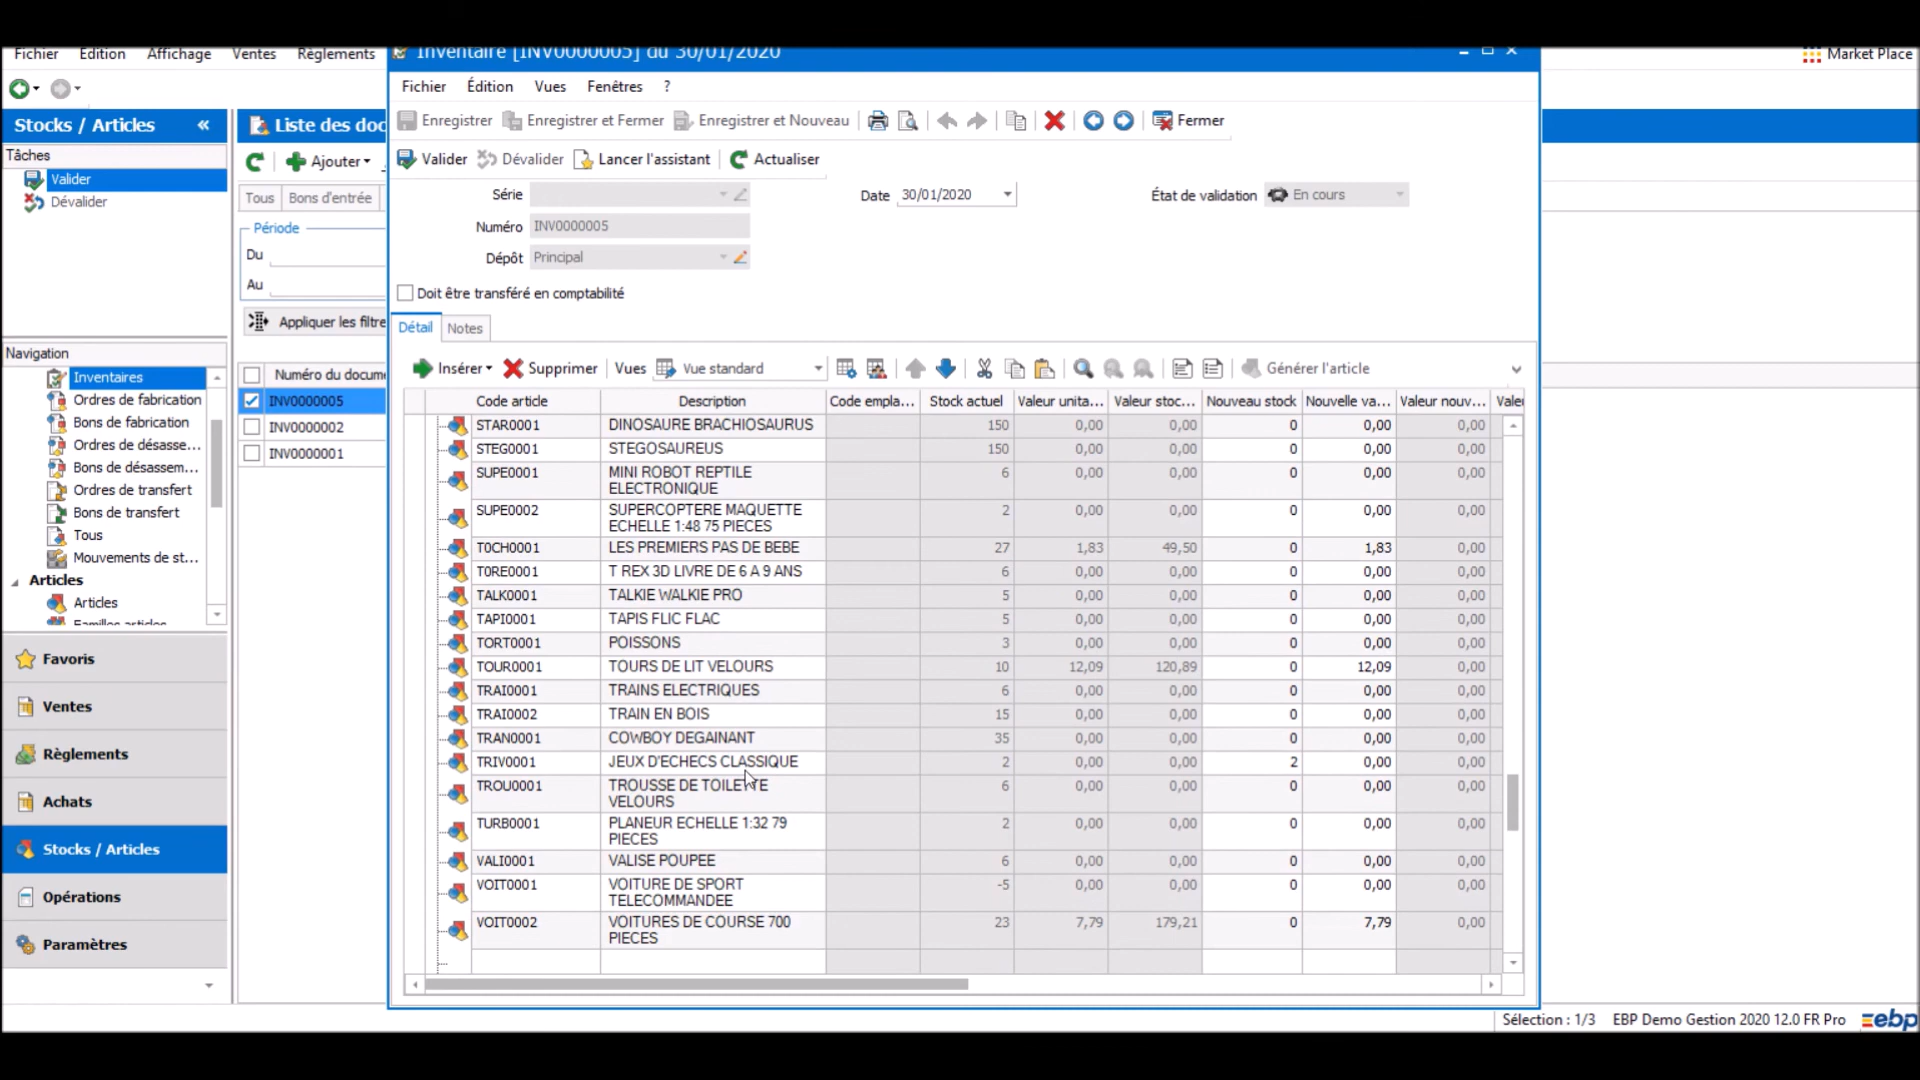 Inventaire [INV0000005] du 30/01/2020
Fichier Edition Affichage Ventes Règlements
Market Place
Fichier Édition Vues Fenêtres ?
Enregistrer Enregistrer et Fermer Enregistrer et Nouveau Fermer
Stocks / Articles «
Liste des doc
Tâches
Valider
Dévalider
Ajouter
Valider Dévalider Lancer l'assistant Actualiser
Tous Bons d'entrée
Série
Date 30/01/2020
État de validation En cours
Période
Du
Au
Numéro INV0000005
Dépôt Principal
Doit être transféré en comptabilité
Appliquer les filtre
Détail Notes
Navigation
Inventaires
Ordres de fabrication
Bons de fabrication
Ordres de désasse...
Bons de désassem...
Ordres de transfert
Bons de transfert
Tous
Mouvements de st...
Articles
Articles
Familles articles
Numéro du docume
INV0000005
INV0000002
INV0000001
Insérer Supprimer Vues Vue standard Générer l'article
Code article Description Code empla... Stock actuel Valeur unita... Valeur stoc... Nouveau stock Nouvelle va... Valeur nouv... Valeu
STAR0001 DINOSAURE BRACHIOSAURUS 150 0,00 0,00 0 0,00 0,00
STEG0001 STEGOSAUREUS 150 0,00 0,00 0 0,00 0,00
SUPE0001 MINI ROBOT REPTILE 6 0,00 0,00 0 0,00 0,00
ELECTRONIQUE
SUPE0002 SUPERCOPTERE MAQUETTE 2 0,00 0,00 0 0,00 0,00
ECHELLE 1:48 75 PIECES
T0CH0001 LES PREMIERS PAS DE BEBE 27 1,83 49,50 0 1,83 0,00
T0RE0001 T REX 3D LIVRE DE 6 A 9 ANS 6 0,00 0,00 0 0,00 0,00
TALK0001 TALKIE WALKIE PRO 5 0,00 0,00 0 0,00 0,00
TAPI0001 TAPIS FLIC FLAC 5 0,00 0,00 0 0,00 0,00
TORT0001 POISSONS 3 0,00 0,00 0 0,00 0,00
TOUR0001 TOURS DE LIT VELOURS 10 12,09 120,89 0 12,09 0,00
TRAI0001 TRAINS ELECTRIQUES 6 0,00 0,00 0 0,00 0,00
TRAI0002 TRAIN EN BOIS 15 0,00 0,00 0 0,00 0,00
TRAN0001 COWBOY DEGAINANT 35 0,00 0,00 0 0,00 0,00
TRIV0001 JEUX D'ECHECS CLASSIQUE 2 0,00 0,00 2 0,00 0,00
TROU0001 TROUSSE DE TOILETTE 6 0,00 0,00 0 0,00 0,00
VELOURS
TURB0001 PLANEUR ECHELLE 1:32 79 2 0,00 0,00 0 0,00 0,00
PIECES
VALI0001 VALISE POUPEE 6 0,00 0,00 0 0,00 0,00
VOIT0001 VOITURE DE SPORT -5 0,00 0,00 0 0,00 0,00
TELECOMMANDEE
VOIT0002 VOITURES DE COURSE 700 23 7,79 179,21 0 7,79 0,00
PIECES
Favoris
Ventes
Règlements
Achats
Stocks / Articles
Opérations
Paramètres
Sélection : 1/3 EBP Demo Gestion 2020 12.0 FR Pro ebp